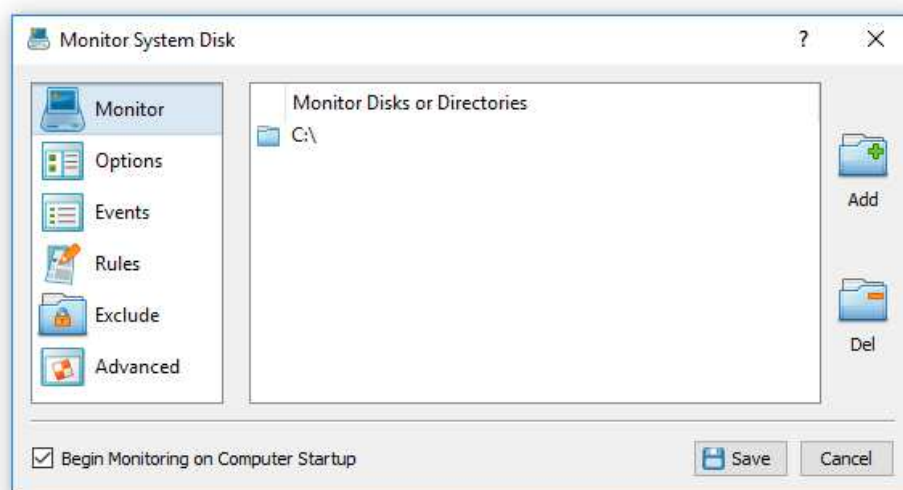 Monitor System Disk
?
Monitor
Options
Events
Rules
Exclude
Advanced
Monitor Disks or Directories
C:\
Add
Del
Begin Monitoring on Computer Startup
Save
Cancel